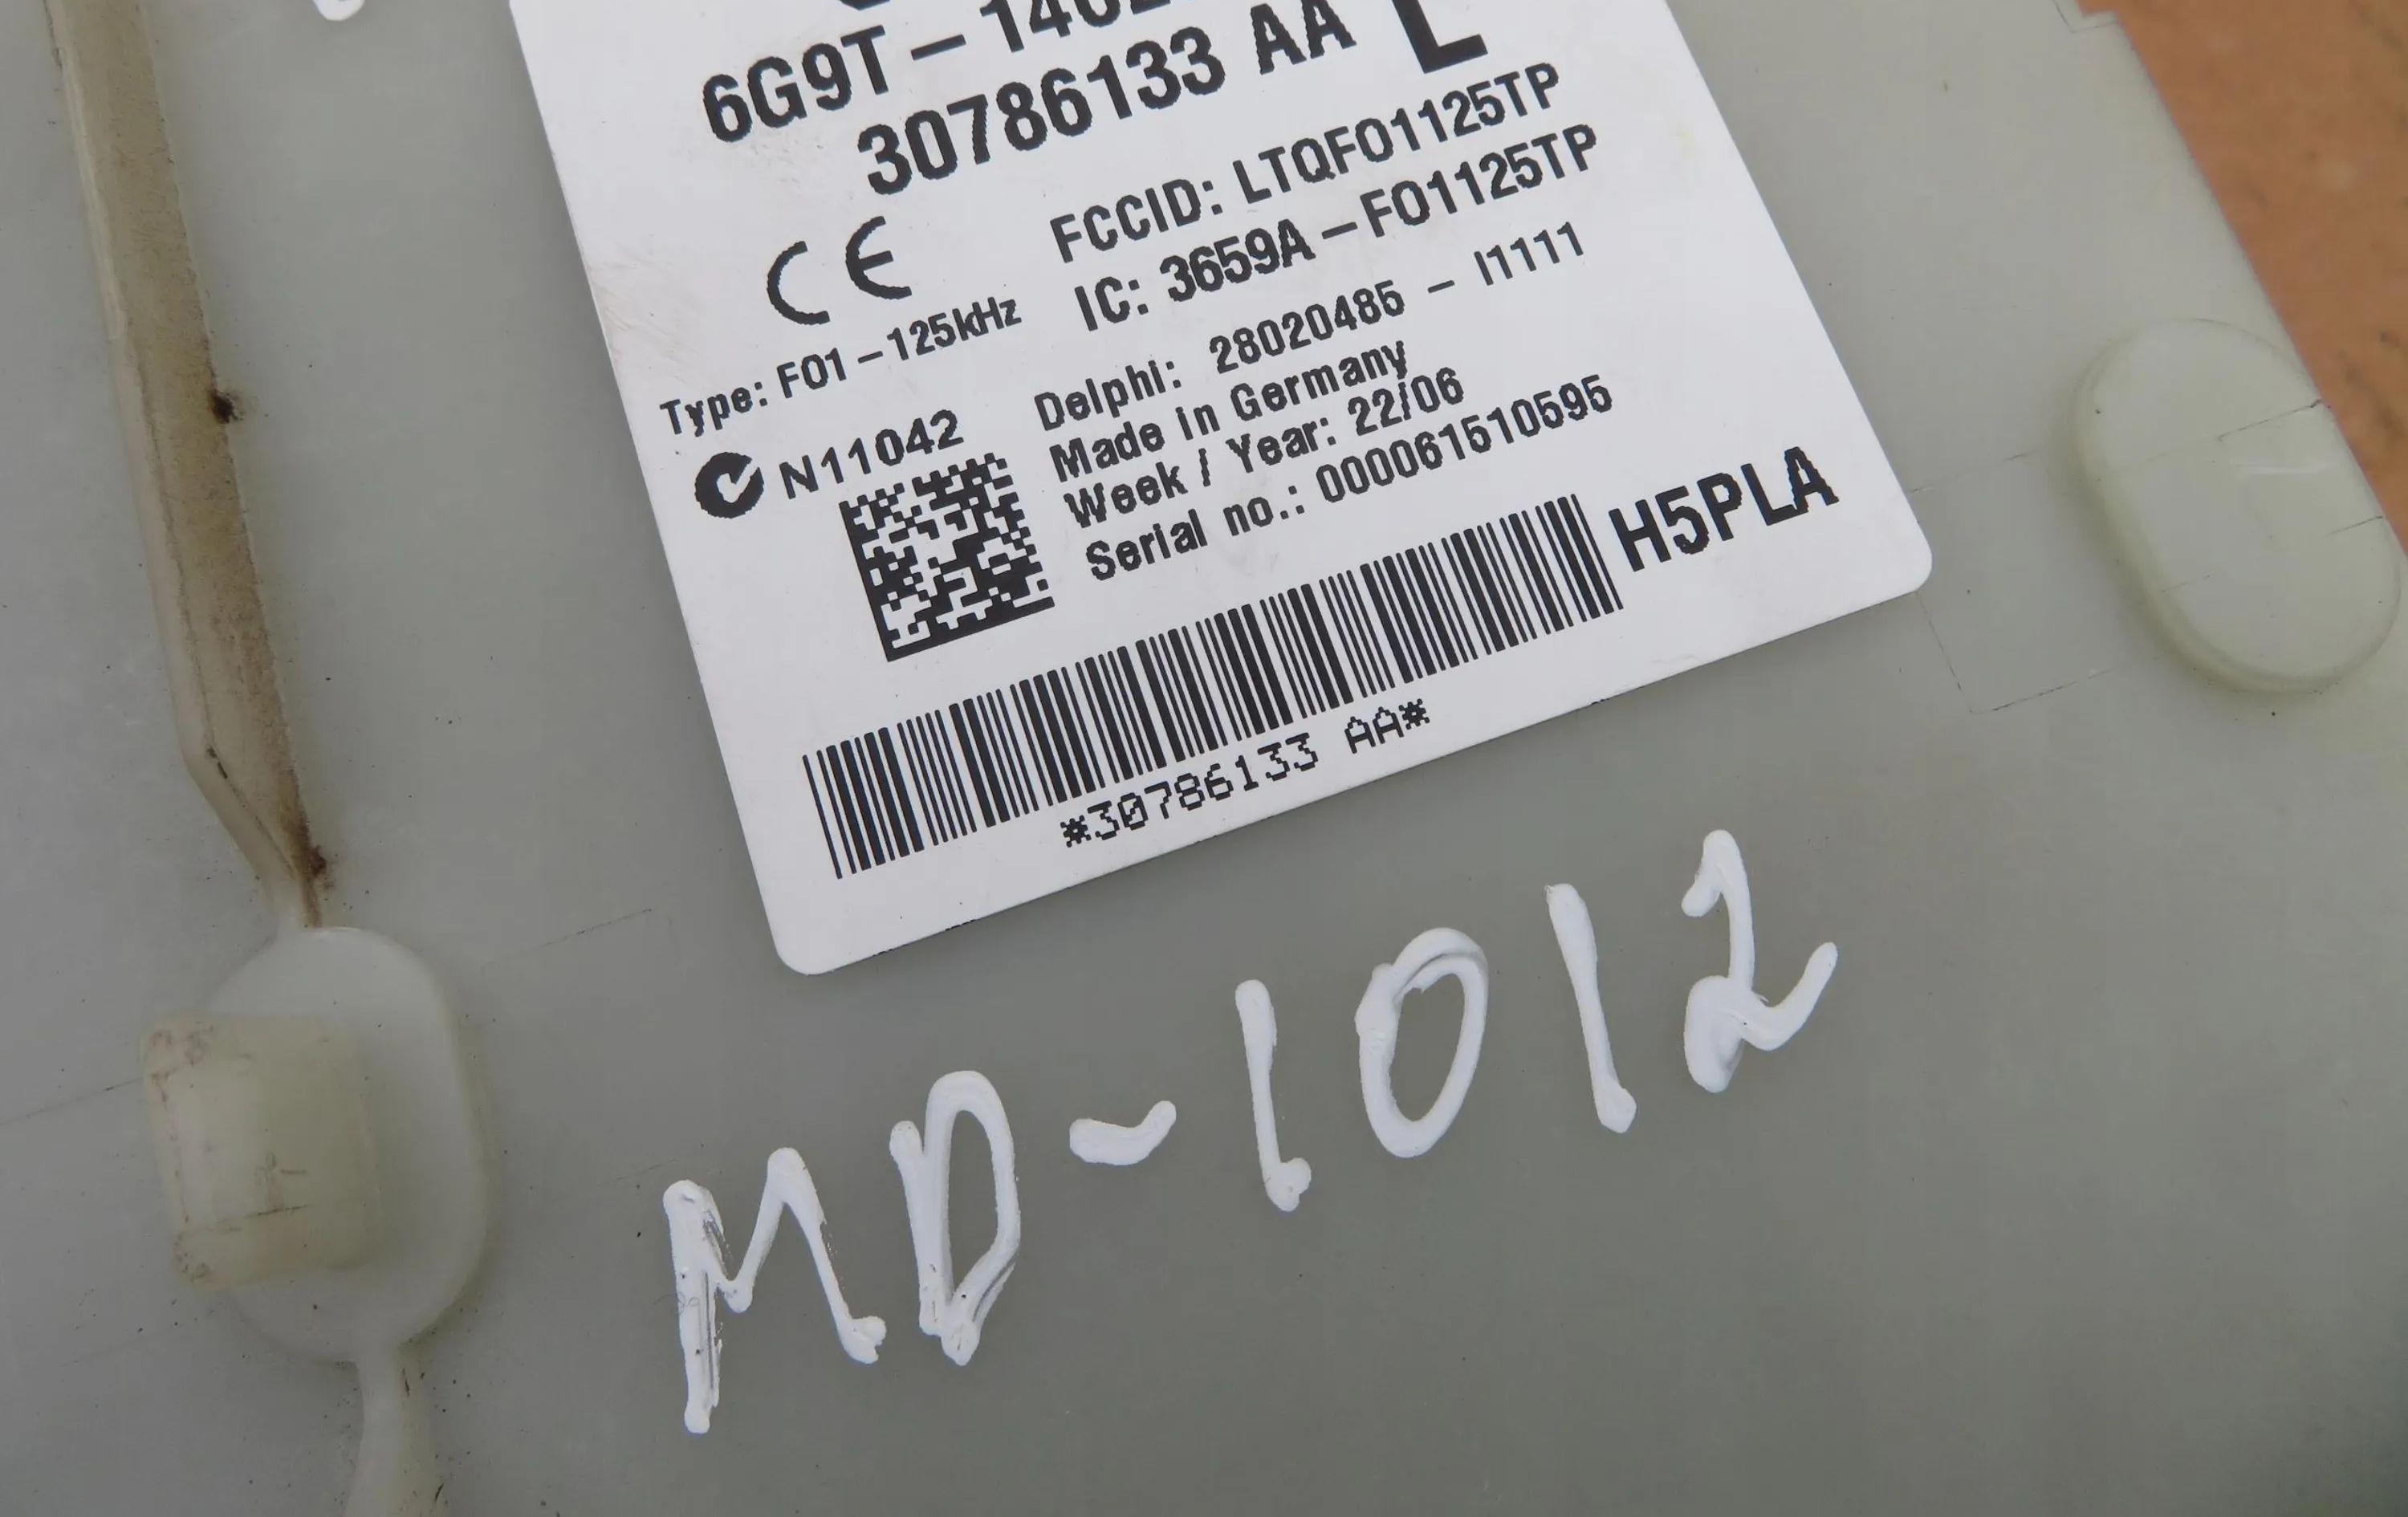 6G9T-14
30786133 AA L
FCCID: LTQFO1125TP
IC: 3659A-FO1125TP
CE
Type: FO1-125kHz
N11042
Delphi: 28020485 - I1111
Made in Germany
Week / Year: 22/06
Serial no.: 000061510595
H5PLA
*30786133 AA*
MD-1012